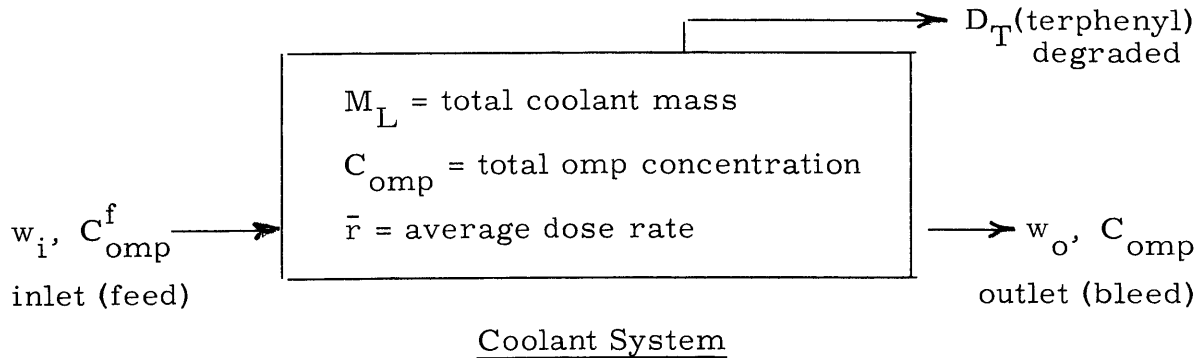 D_T (terphenyl)
degraded
M_L = total coolant mass
C_omp = total omp concentration
r̄ = average dose rate
w_i, C^f_omp
inlet (feed)
w_o, C_omp
outlet (bleed)
Coolant System